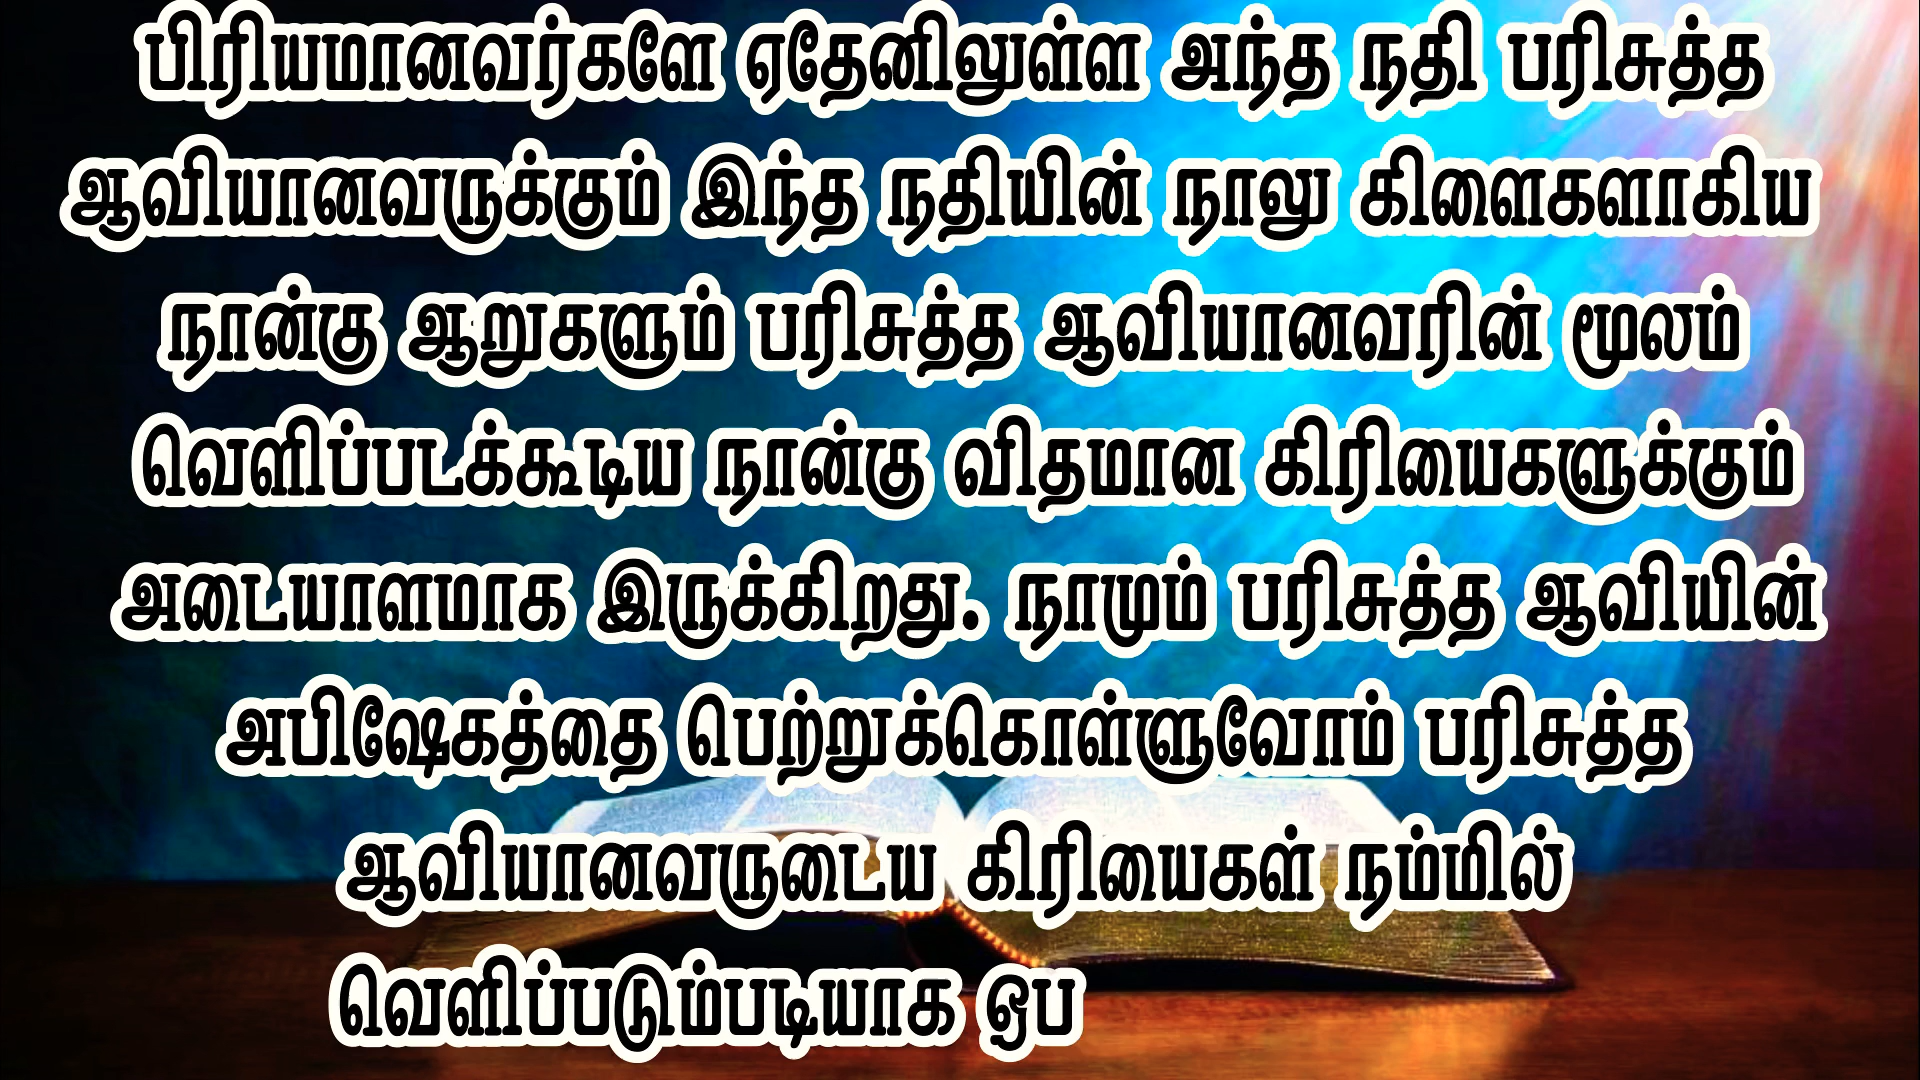 பிரியமானவர்களே ஏதேனிலுள்ள அந்த நதி பரிசுத்த
ஆவியானவருக்கும் இந்த நதியின் நாலு கிளைகளாகிய
நான்கு ஆறுகளும் பரிசுத்த ஆவியானவரின் மூலம்
வெளிப்படக்கூடிய நான்கு விதமான கிரியைகளுக்கும்
அடையாளமாக இருக்கிறது. நாமும் பரிசுத்த ஆவியின்
அபிஷேகத்தை பெற்றுக்கொள்ளுவோம் பரிசுத்த
ஆவியானவருடைய கிரியைகள் நம்மில்
வெளிப்படும்படியாக ஒப